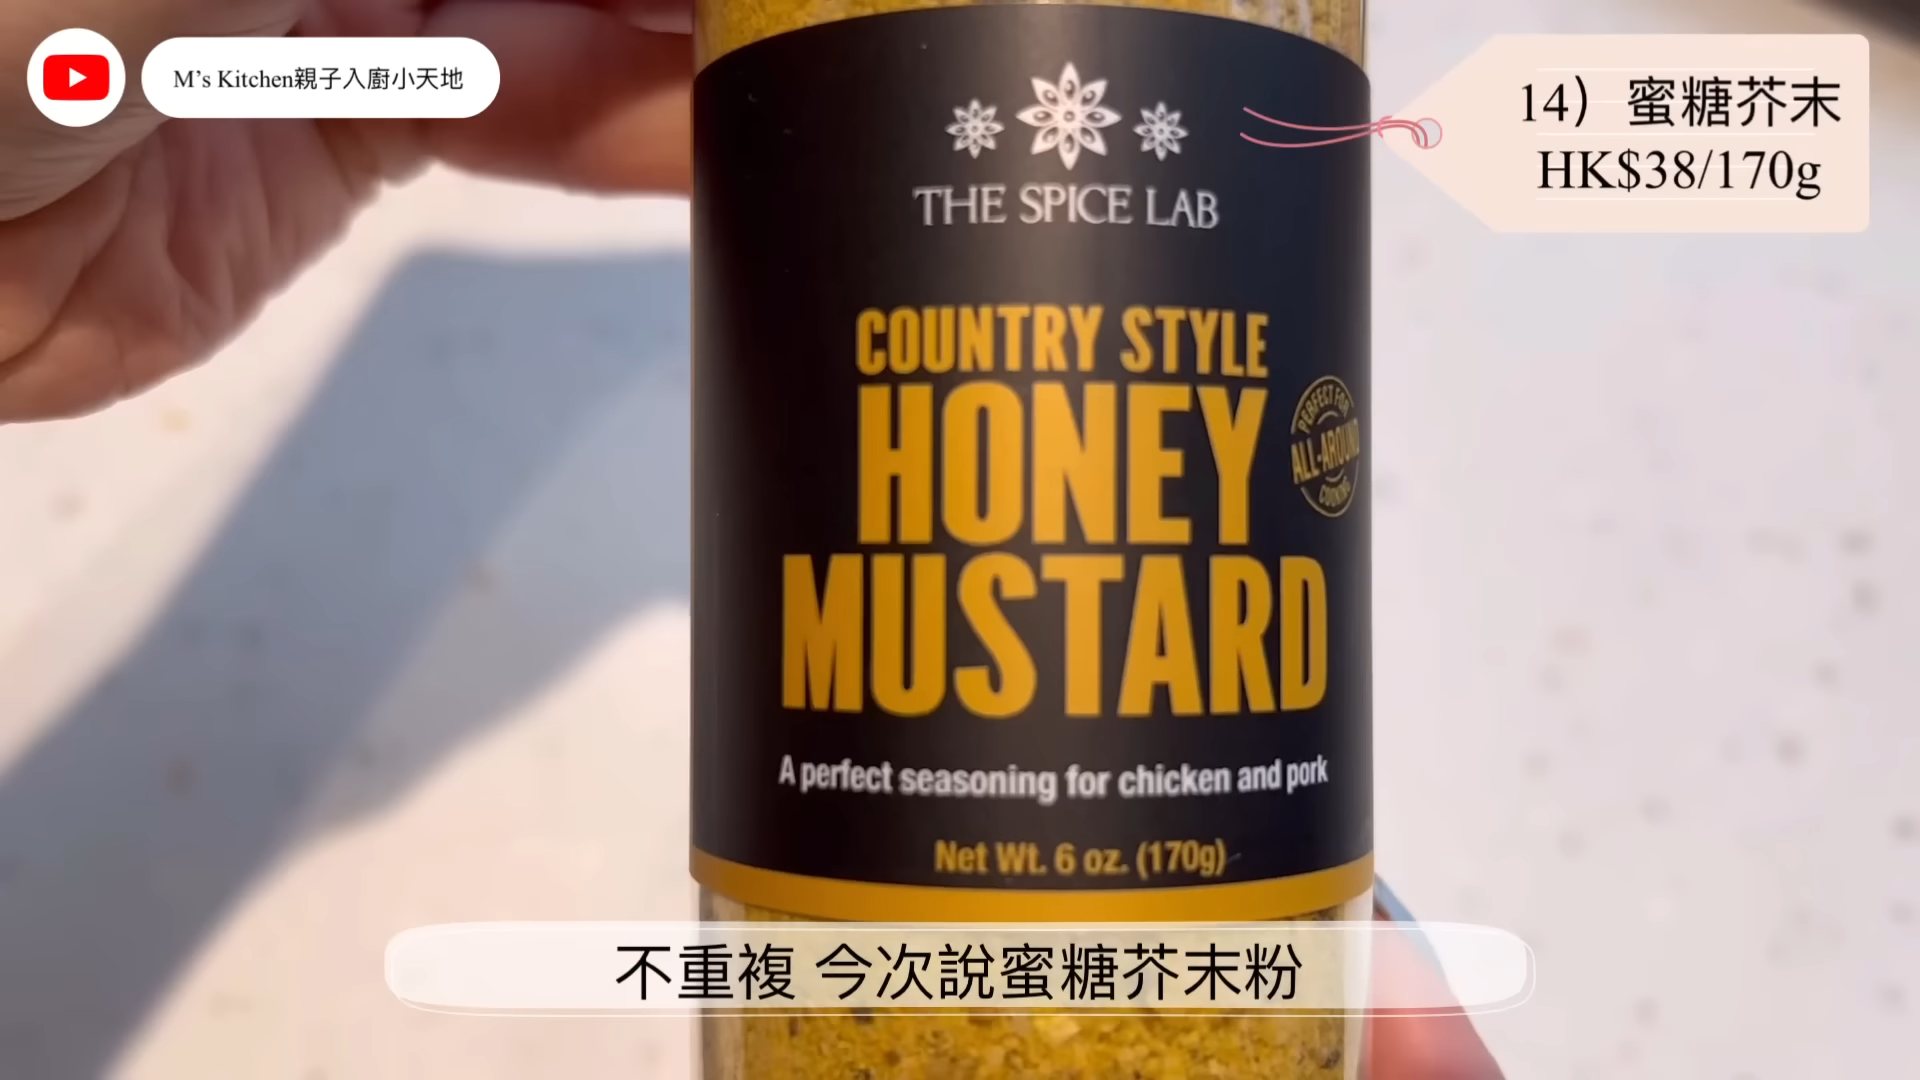 M’s Kitchen親子入廚小天地
14）蜜糖芥末
HK$38/170g
THE SPICE LAB
COUNTRY STYLE
HONEY
MUSTARD
PERFECT FOR
ALL-AROUND
COOKING
A perfect seasoning for chicken and pork
Net Wt. 6 oz. (170g)
不重複 今次說蜜糖芥末粉